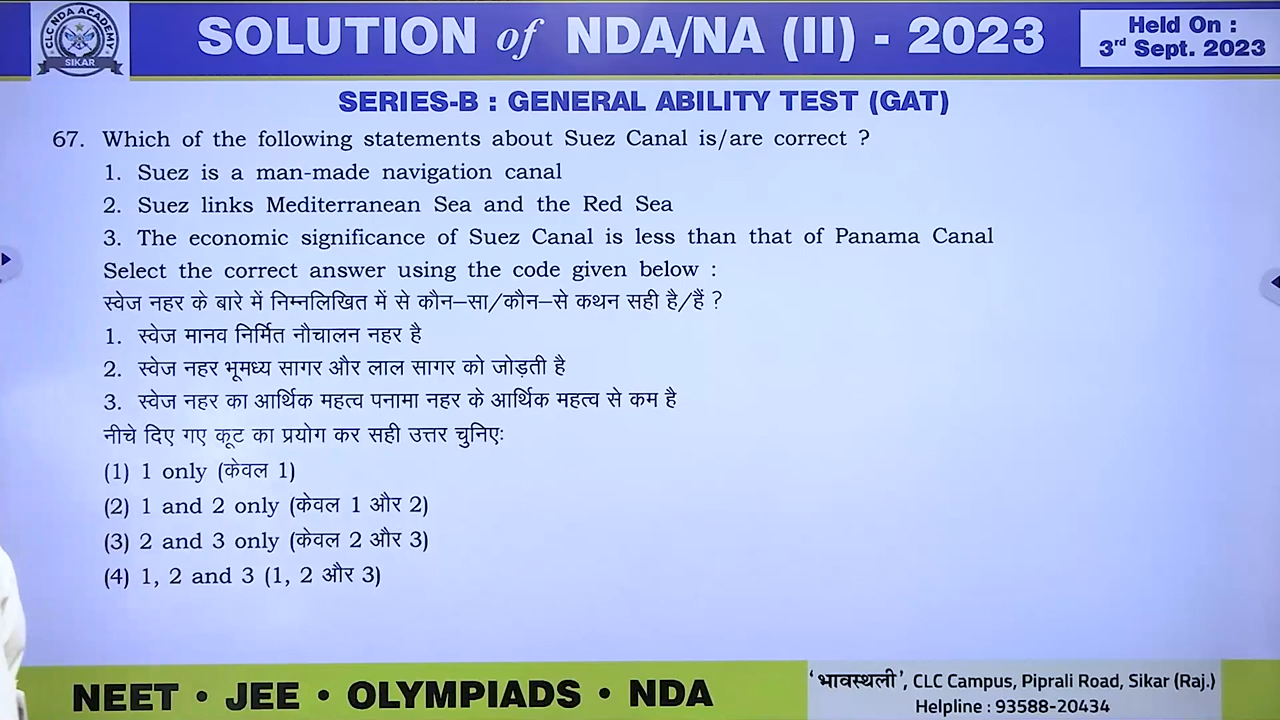 CLC NDA ACADEMY
SIKAR
SOLUTION of NDA/NA (II) - 2023
Held On :
3rd Sept. 2023
SERIES-B : GENERAL ABILITY TEST (GAT)
67. Which of the following statements about Suez Canal is/are correct ?
1. Suez is a man-made navigation canal
2. Suez links Mediterranean Sea and the Red Sea
3. The economic significance of Suez Canal is less than that of Panama Canal
Select the correct answer using the code given below :
स्वेज नहर के बारे में निम्नलिखित में से कौन–सा/कौन–से कथन सही है/हैं ?
1. स्वेज मानव निर्मित नौचालन नहर है
2. स्वेज नहर भूमध्य सागर और लाल सागर को जोड़ती है
3. स्वेज नहर का आर्थिक महत्व पनामा नहर के आर्थिक महत्व से कम है
नीचे दिए गए कूट का प्रयोग कर सही उत्तर चुनिए:
(1) 1 only (केवल 1)
(2) 1 and 2 only (केवल 1 और 2)
(3) 2 and 3 only (केवल 2 और 3)
(4) 1, 2 and 3 (1, 2 और 3)
NEET • JEE • OLYMPIADS • NDA
‘भावस्थली’, CLC Campus, Piprali Road, Sikar (Raj.)
Helpline : 93588-20434